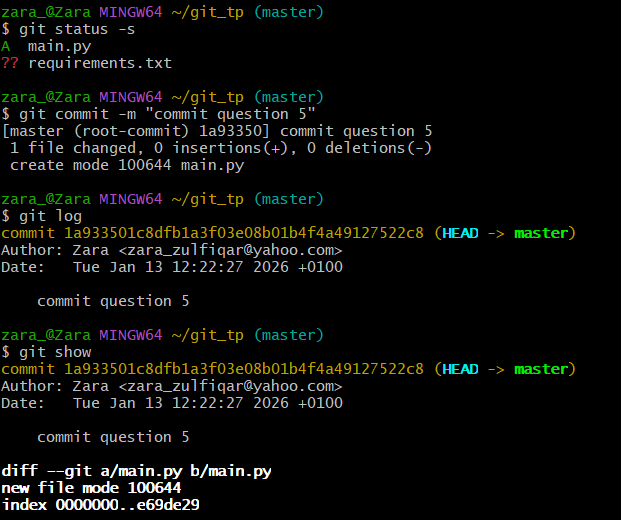 zara_@Zara MINGW64 ~/git_tp (master)
$ git status -s
A  main.py
?? requirements.txt

zara_@Zara MINGW64 ~/git_tp (master)
$ git commit -m "commit question 5"
[master (root-commit) 1a93350] commit question 5
 1 file changed, 0 insertions(+), 0 deletions(-)
 create mode 100644 main.py

zara_@Zara MINGW64 ~/git_tp (master)
$ git log
commit 1a933501c8dfb1a3f03e08b01b4f4a49127522c8 (HEAD -> master)
Author: Zara <zara_zulfiqar@yahoo.com>
Date:   Tue Jan 13 12:22:27 2026 +0100

    commit question 5

zara_@Zara MINGW64 ~/git_tp (master)
$ git show
commit 1a933501c8dfb1a3f03e08b01b4f4a49127522c8 (HEAD -> master)
Author: Zara <zara_zulfiqar@yahoo.com>
Date:   Tue Jan 13 12:22:27 2026 +0100

    commit question 5

diff --git a/main.py b/main.py
new file mode 100644
index 0000000..e69de29